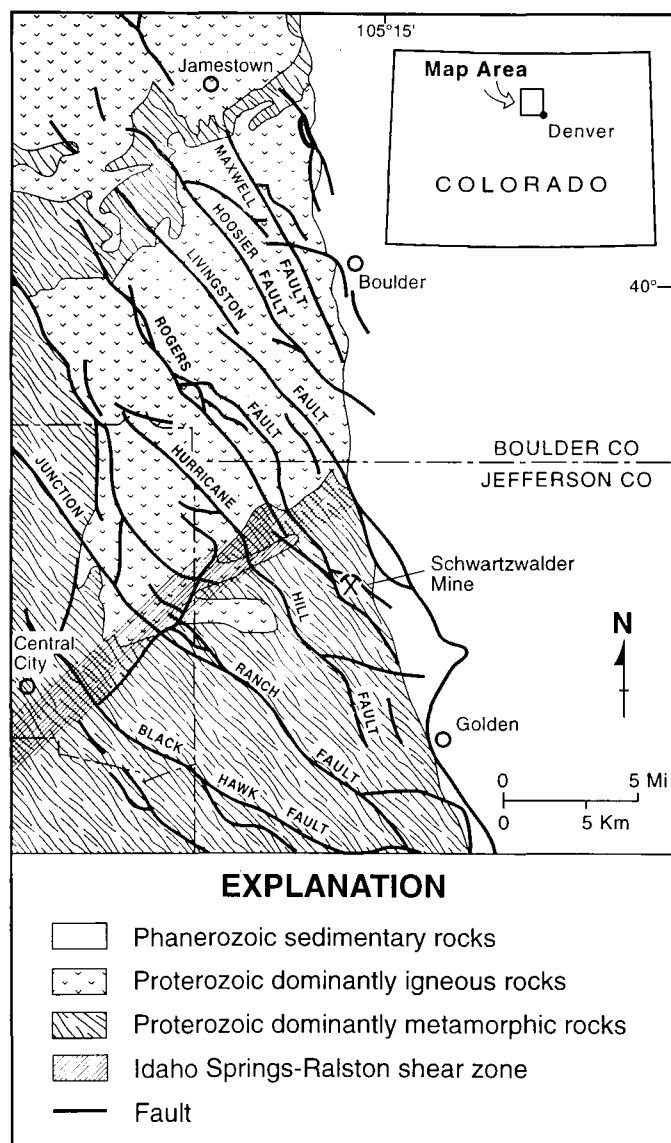 105°15'
Jamestown
Map Area
Denver
COLORADO
MAXWELL FAULT
HOOSIER FAULT
LIVINGSTON FAULT
Boulder
40°
ROGERS FAULT
BOULDER CO
JEFFERSON CO
HURRICANE HILL FAULT
JUNCTION RANCH FAULT
Schwartzwalder
Mine
Central
City
N
Golden
BLACK HAWK FAULT
0 5 Mi
0 5 Km
EXPLANATION
Phanerozoic sedimentary rocks
Proterozoic dominantly igneous rocks
Proterozoic dominantly metamorphic rocks
Idaho Springs-Ralston shear zone
Fault